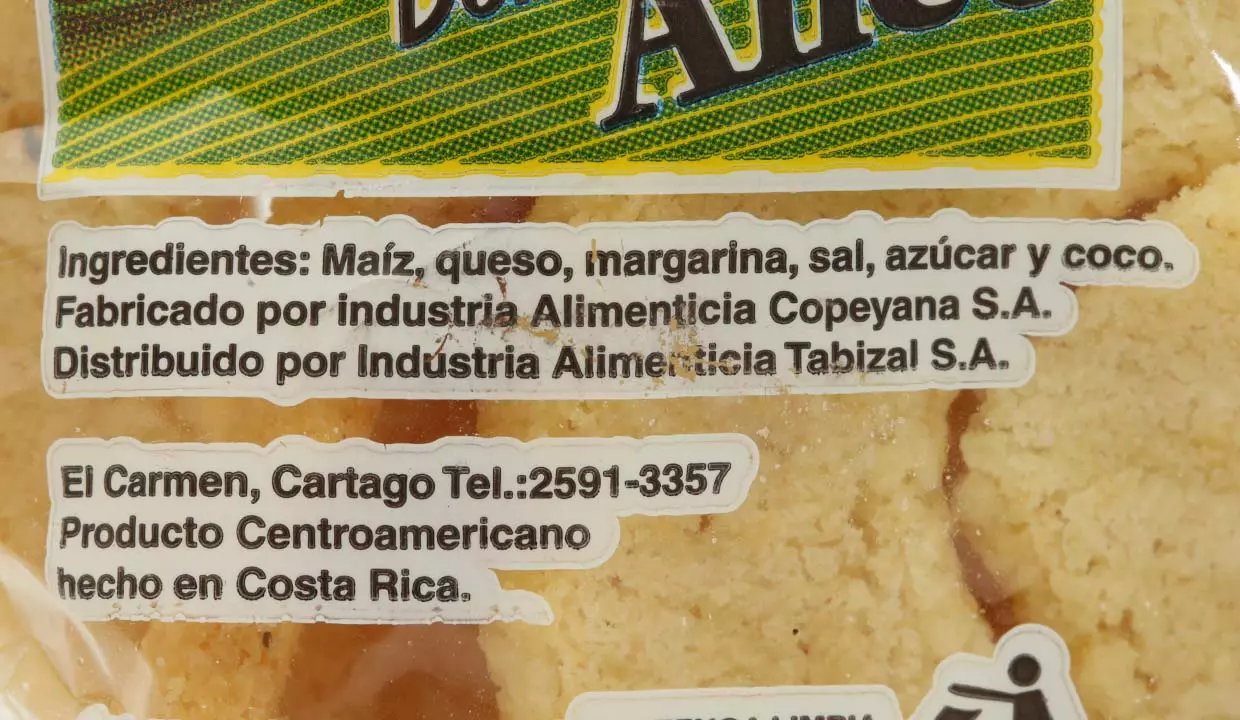 Ingredientes: Maíz, queso, margarina, sal, azúcar y coco.
Fabricado por industria Alimenticia Copeyana S.A.
Distribuido por Industria Alimenticia Tabizal S.A.
El Carmen, Cartago Tel.:2591-3357
Producto Centroamericano
hecho en Costa Rica.